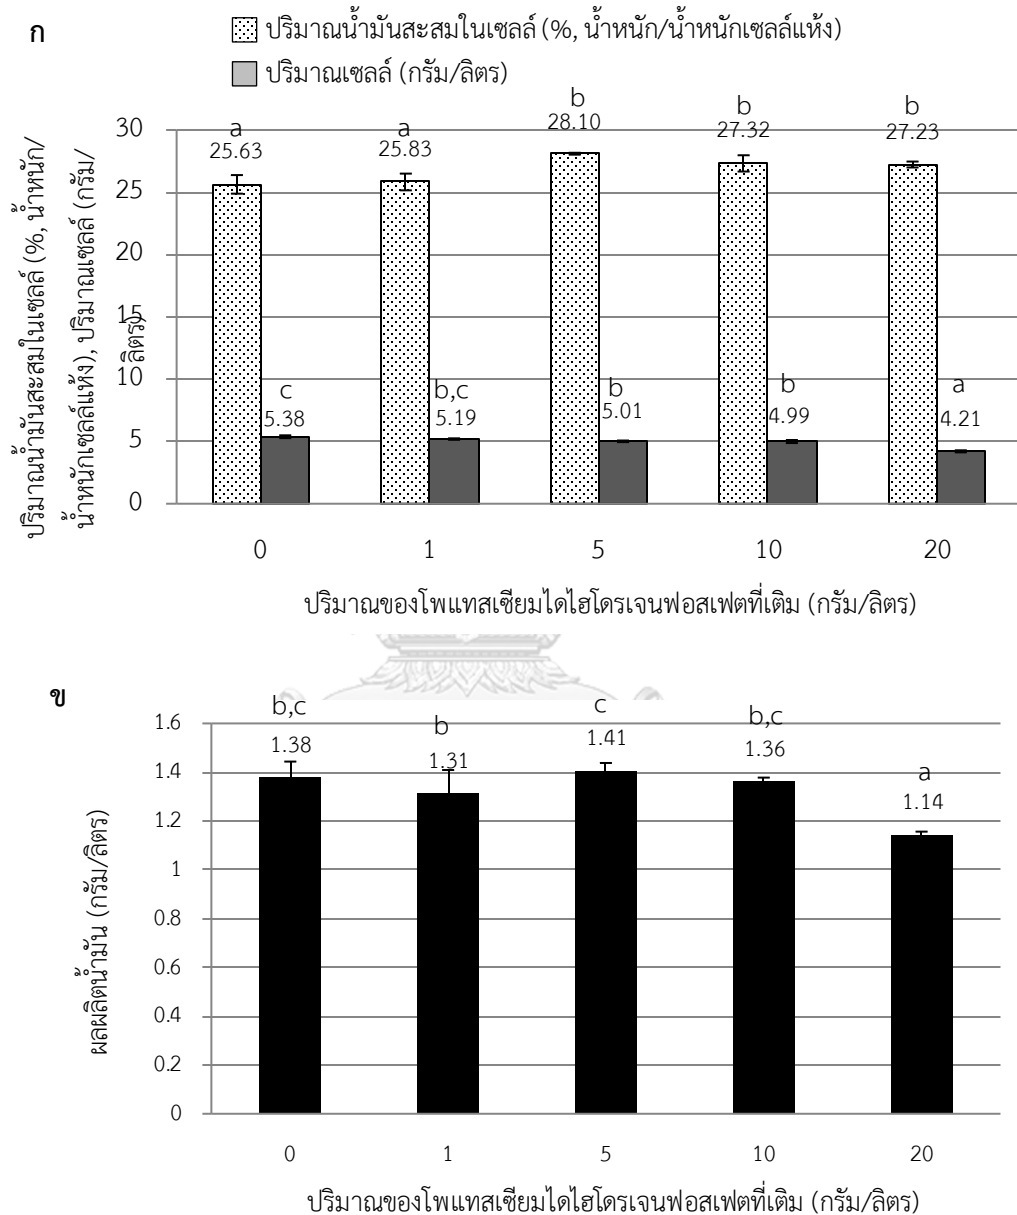 ก
ปริมาณน้ำมันสะสมในเซลล์ (%, น้ำหนัก/น้ำหนักเซลล์แห้ง)
ปริมาณเซลล์ (กรัม/ลิตร)
ปริมาณน้ำมันสะสมในเซลล์ (%, น้ำหนัก/
น้ำหนักเซลล์แห้ง), ปริมาณเซลล์ (กรัม/
ลิตร)
30
25
20
15
10
5
0
a
25.63
a
25.83
b
28.10
b
27.32
b
27.23
c
5.38
b,c
5.19
b
5.01
b
4.99
a
4.21
0 1 5 10 20
ปริมาณของโพแทสเซียมไดไฮโดรเจนฟอสเฟตที่เติม (กรัม/ลิตร)
ข
ผลผลิตน้ำมัน (กรัม/ลิตร)
1.6
1.4
1.2
1
0.8
0.6
0.4
0.2
0
b,c
1.38
b
1.31
c
1.41
b,c
1.36
a
1.14
0 1 5 10 20
ปริมาณของโพแทสเซียมไดไฮโดรเจนฟอสเฟตที่เติม (กรัม/ลิตร)